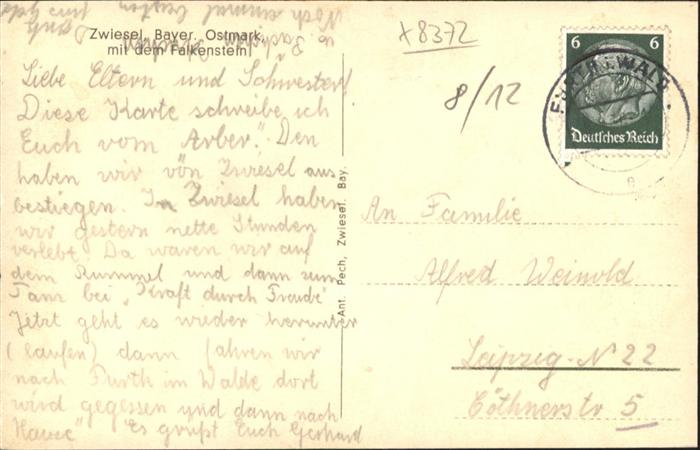 Noch einmal
Zwiesel, Bayer. Ostmark,
mit dem Falkenstein
x8372
8/12
6 6
Deutsches Reich
Liebe Eltern und Schwester!
Diese Karte schreibe ich
Euch vom "Arber". Den
haben wir von Zwiesel aus
bestiegen. In Zwiesel haben
wir gestern nette Stunden
verlebt. Da waren wir auf
dem Rummel und dann zum
Tanz bei "Kraft durch Freude"
Jetzt geht es wieder herunter
(laufen) dann fahren wir
nach Furth im Walde dort
wird gegessen und dann nach
"Hause" Es grüßt Euch Gerhard
Ant. Pech, Zwiesel, Bay.
An Familie
Alfred Weinold
Leipzig-N 22
Cöthnerstr 5